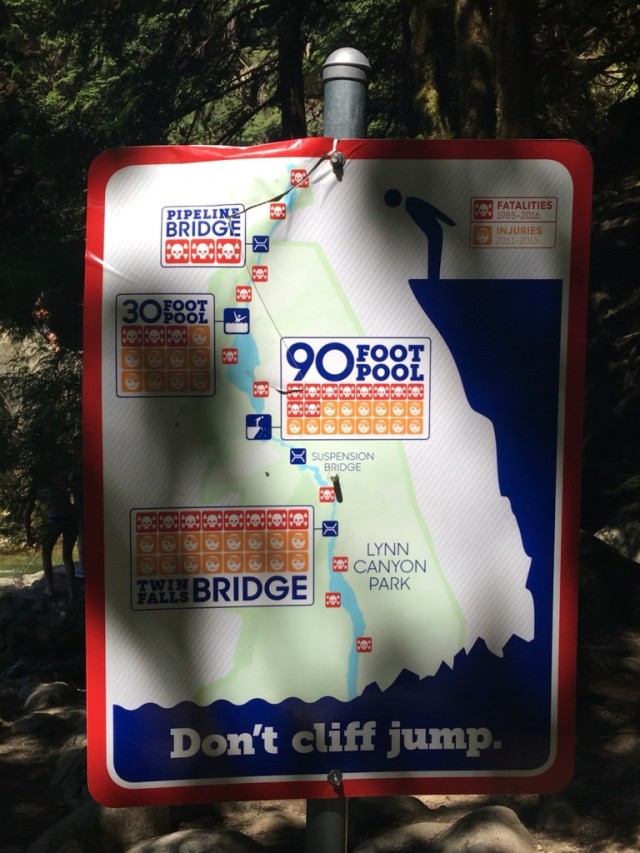 PIPELINE
BRIDGE
FATALITIES
1985-2016
INJURIES
2011-2015
30 FOOT
POOL
90 FOOT
POOL
SUSPENSION
BRIDGE
LYNN
CANYON
PARK
TWIN
FALLS BRIDGE
Don't cliff jump.